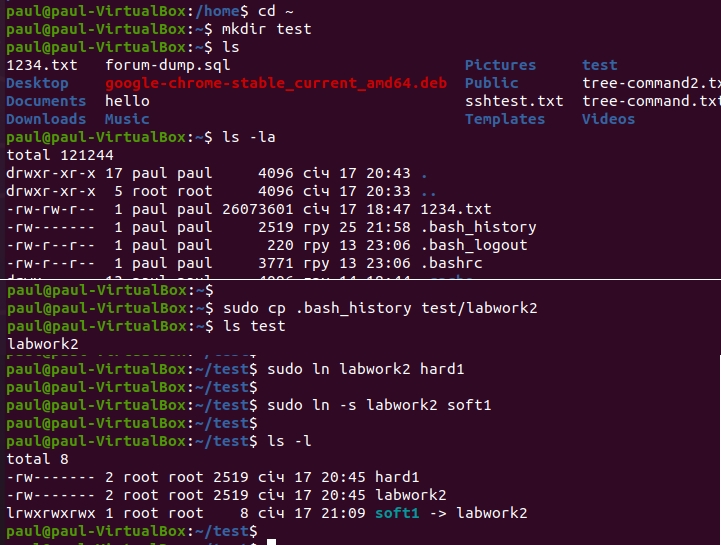 paul@paul-VirtualBox:/home$ cd ~
paul@paul-VirtualBox:~$ mkdir test
paul@paul-VirtualBox:~$ ls
1234.txt forum-dump.sql Pictures test
Desktop google-chrome-stable_current_amd64.deb Public tree-command2.tx
Documents hello sshtest.txt tree-command.txt
Downloads Music Templates Videos
paul@paul-VirtualBox:~$ ls -la
total 121244
drwxr-xr-x 17 paul paul 4096 січ 17 20:43 .
drwxr-xr-x 5 root root 4096 січ 17 20:33 ..
-rw-rw-r-- 1 paul paul 26073601 січ 17 18:47 1234.txt
-rw------- 1 paul paul 2519 гру 25 21:58 .bash_history
-rw-r--r-- 1 paul paul 220 гру 13 23:06 .bash_logout
-rw-r--r-- 1 paul paul 3771 гру 13 23:06 .bashrc
paul@paul-VirtualBox:~$
paul@paul-VirtualBox:~$ sudo cp .bash_history test/labwork2
paul@paul-VirtualBox:~$ ls test
labwork2
paul@paul-VirtualBox:~/test$
paul@paul-VirtualBox:~/test$ sudo ln labwork2 hard1
paul@paul-VirtualBox:~/test$
paul@paul-VirtualBox:~/test$ sudo ln -s labwork2 soft1
paul@paul-VirtualBox:~/test$
paul@paul-VirtualBox:~/test$ ls -l
total 8
-rw------- 2 root root 2519 січ 17 20:45 hard1
-rw------- 2 root root 2519 січ 17 20:45 labwork2
lrwxrwxrwx 1 root root 8 січ 17 21:09 soft1 -> labwork2
paul@paul-VirtualBox:~/test$
paul@paul-VirtualBox:~/test$